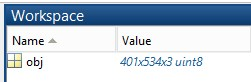 Workspace
Name Value
obj 401x534x3 uint8